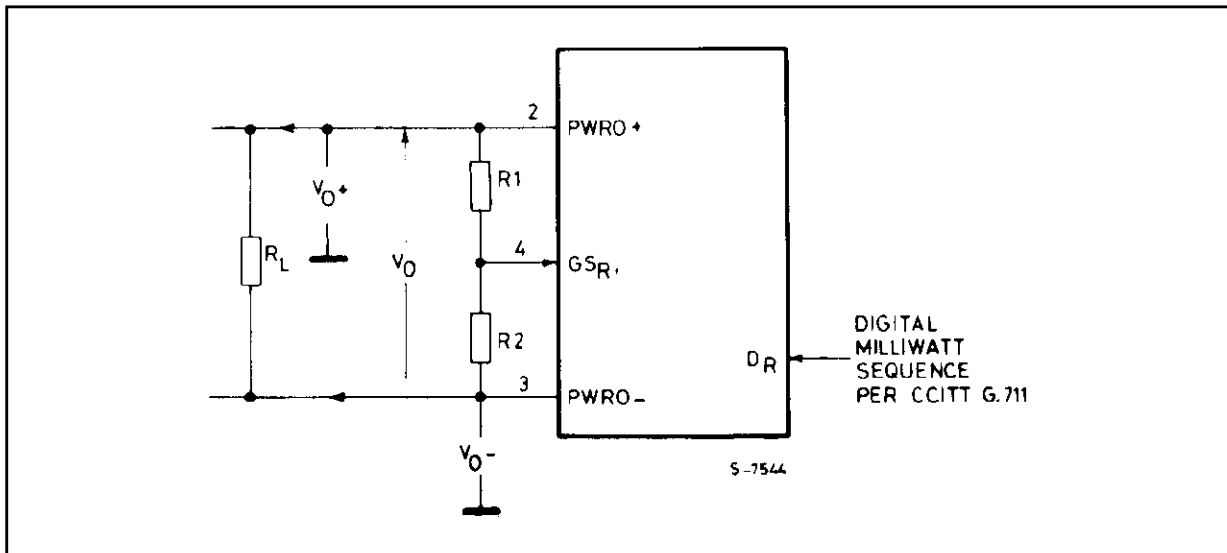 2
PWRO+
R1
VO+
4
GSR,
RL
VO
R2
DIGITAL
MILLIWATT
SEQUENCE
PER CCITT G.711
DR
3
PWRO-
VO-
S-7544